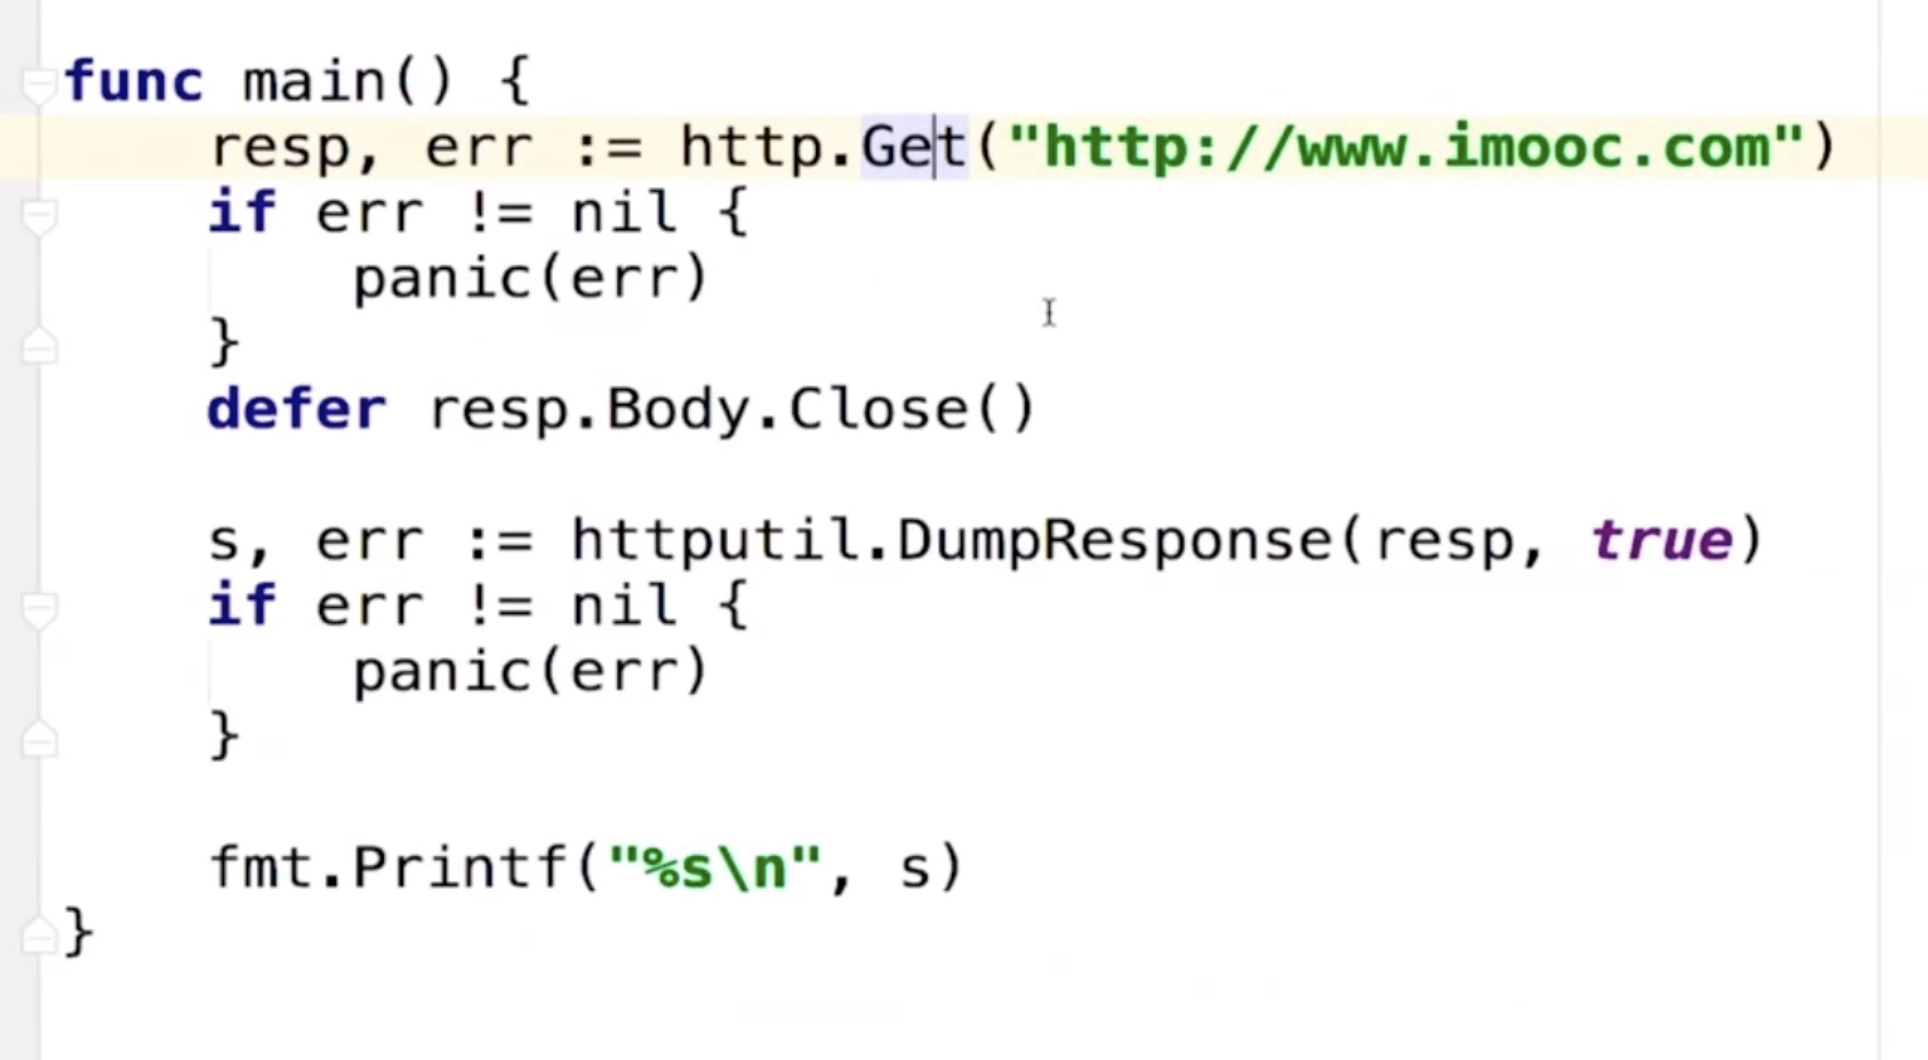 func main() {
    resp, err := http.Get("http://www.imooc.com")
    if err != nil {
        panic(err)
    }
    defer resp.Body.Close()

    s, err := httputil.DumpResponse(resp, true)
    if err != nil {
        panic(err)
    }

    fmt.Printf("%s\n", s)
}